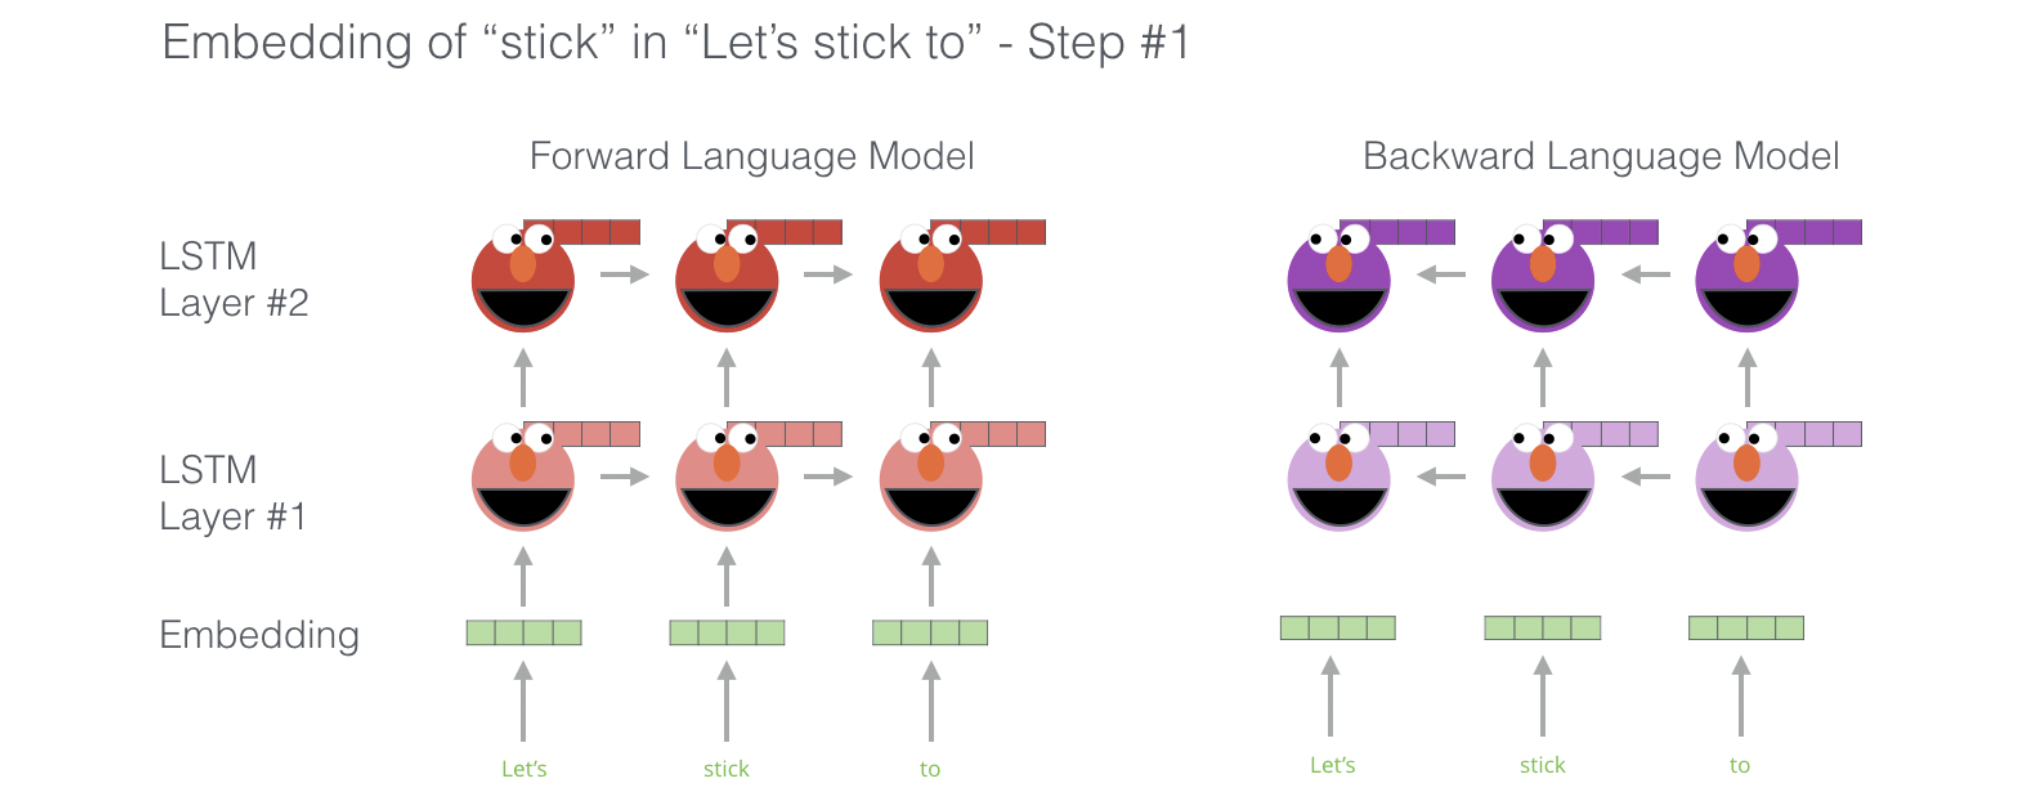 Embedding of “stick” in “Let’s stick to” - Step #1
Forward Language Model
Backward Language Model
LSTM
Layer #2
LSTM
Layer #1
Embedding
Let’s
stick
to
Let’s
stick
to